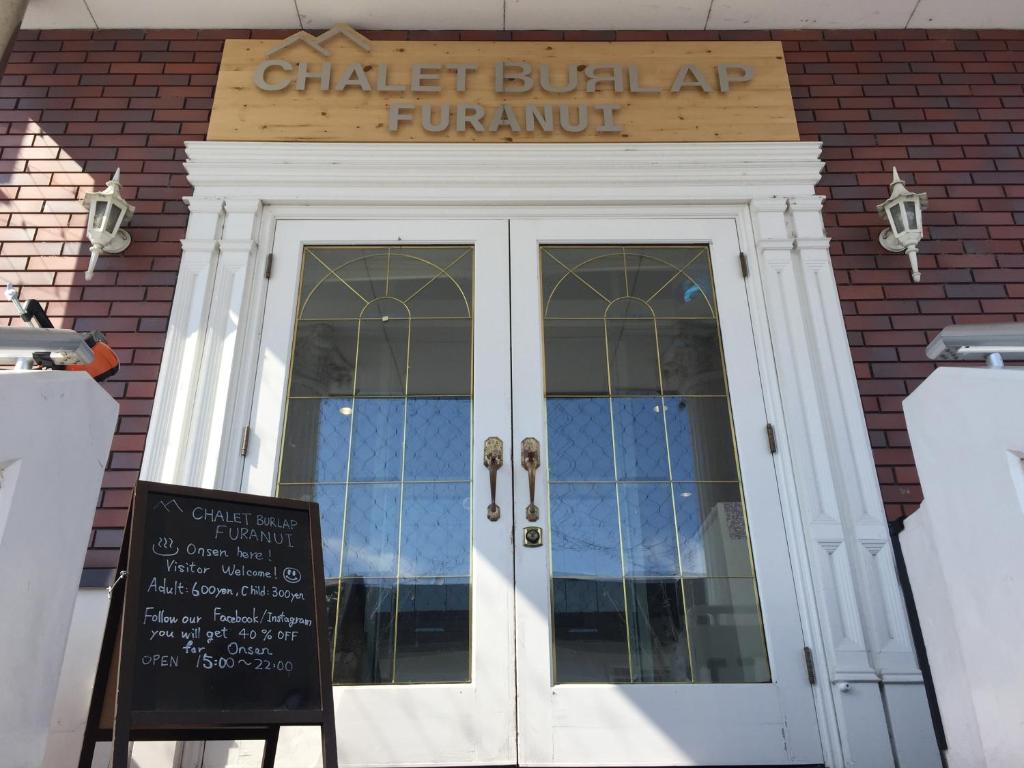 CHALET BURLAP
FURANUI
CHALET BURLAP
FURANUI
Onsen here!
Visitor Welcome!
Adult: 600yen, Child: 300yen
Follow our Facebook/Instagram
you will get 40% OFF
for Onsen
OPEN 15:00~22:00